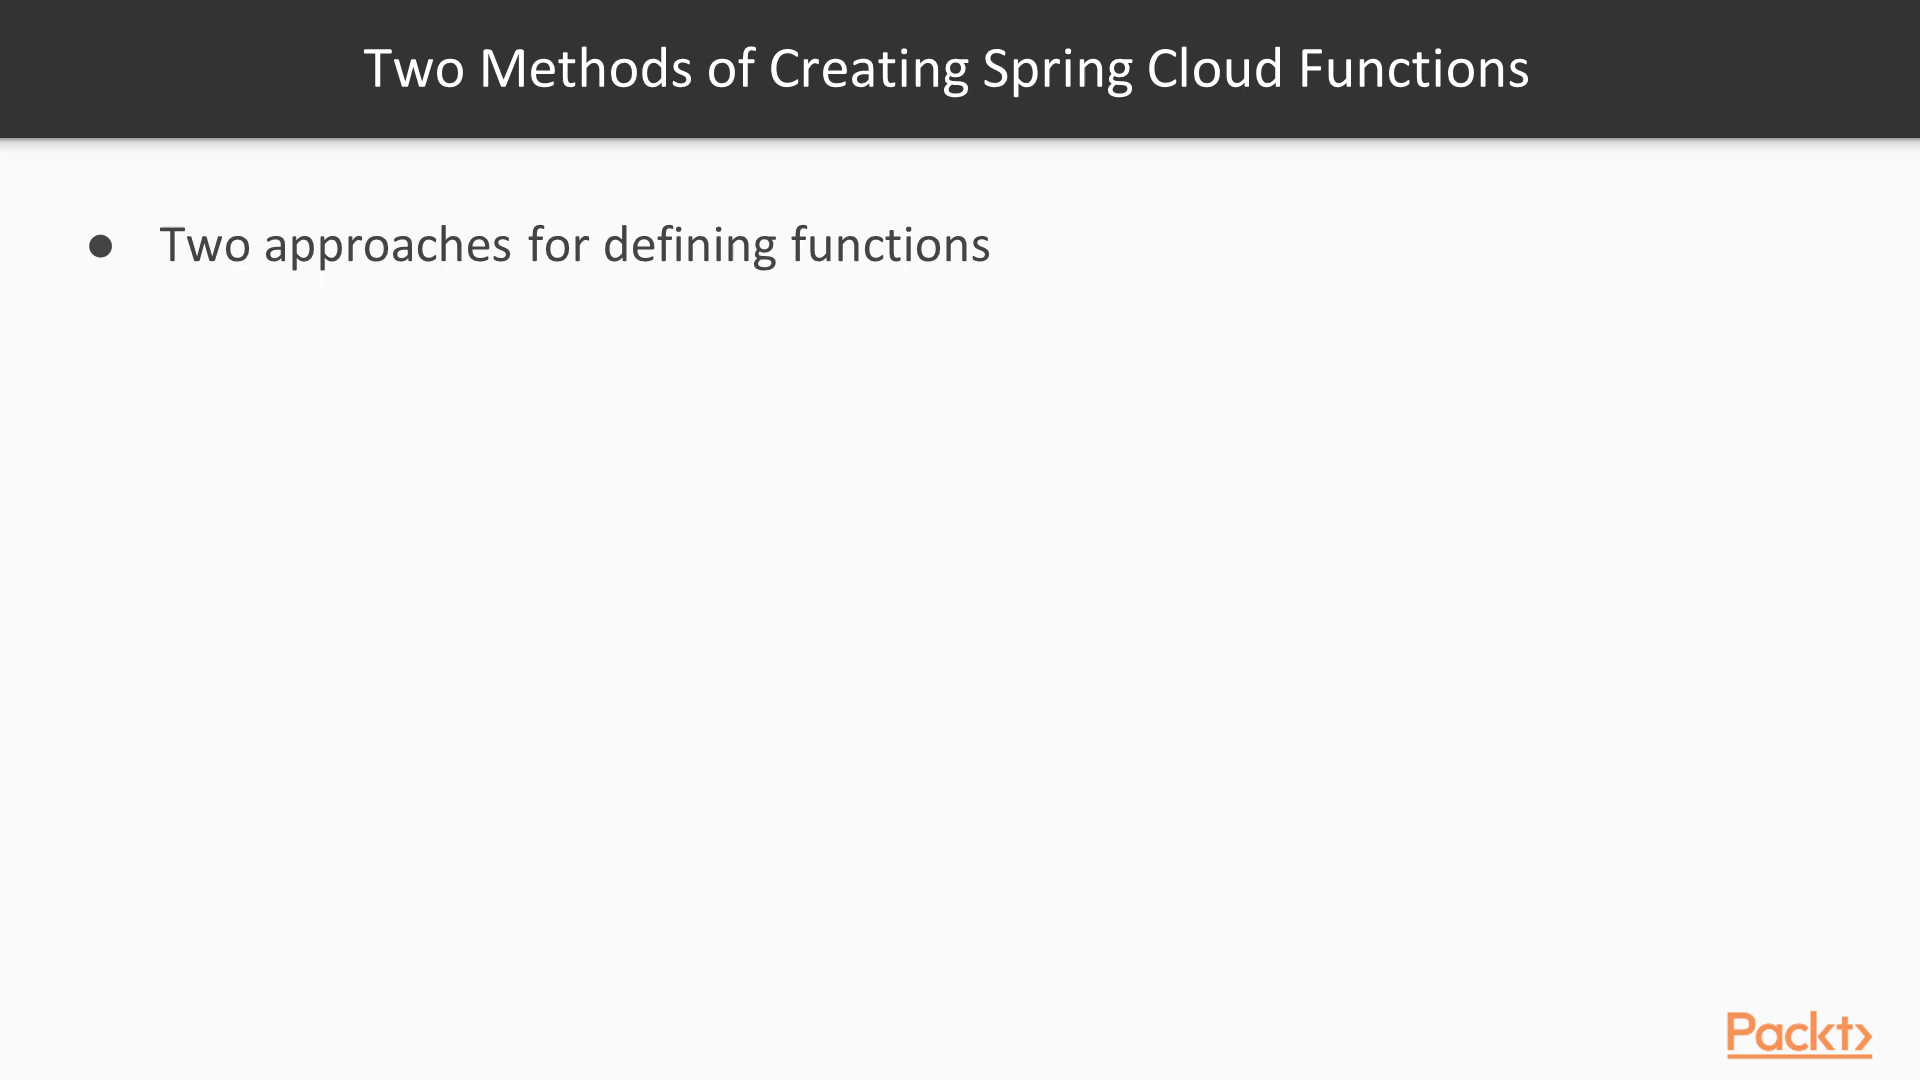 Two Methods of Creating Spring Cloud Functions
● Two approaches for defining functions
Packt>